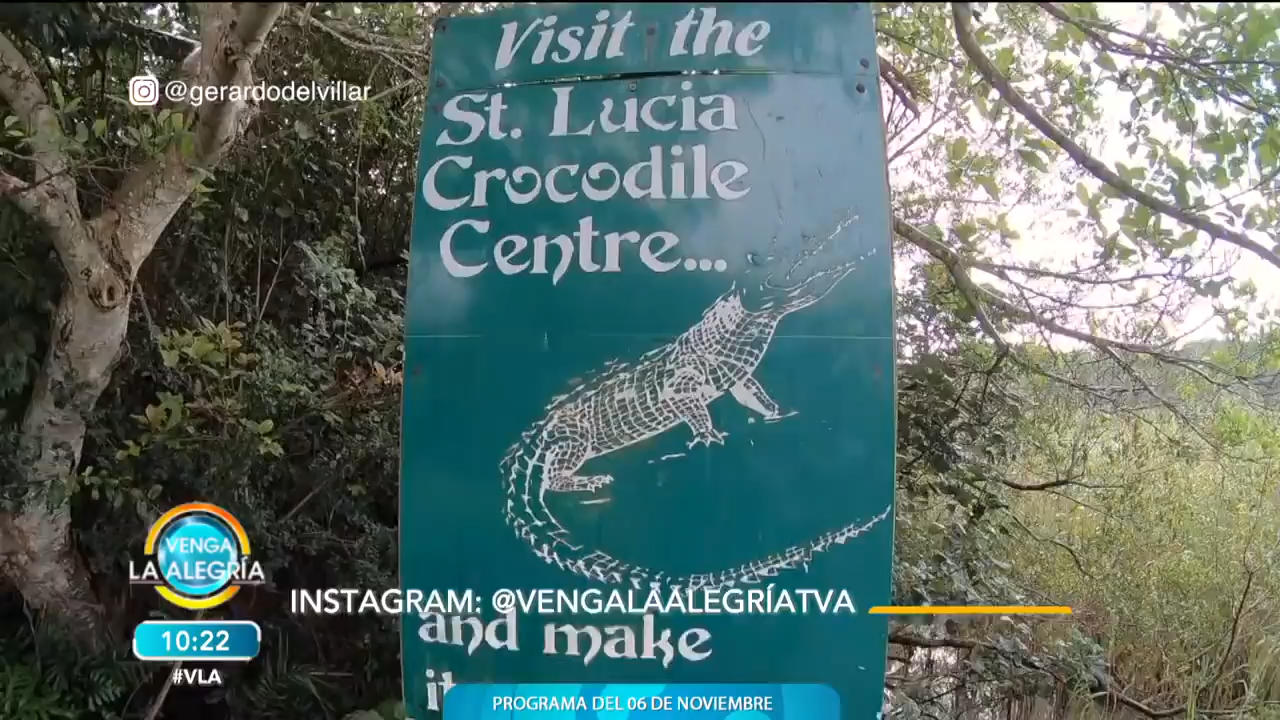 Visit the
@gerardodelvillar
St. Lucia
Crocodile
Centre...
VENGA
LA ALEGRÍA
INSTAGRAM: @VENGALAALEGRÍATVA
and make
10:22
#VLA
PROGRAMA DEL 06 DE NOVIEMBRE